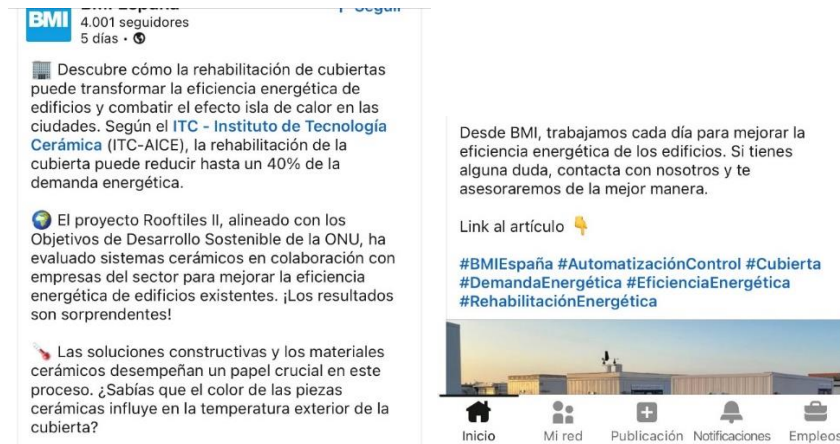 BMI
4.001 seguidores
5 días •
Descubre cómo la rehabilitación de cubiertas
puede transformar la eficiencia energética de
edificios y combatir el efecto isla de calor en las
ciudades. Según el ITC - Instituto de Tecnología
Cerámica (ITC-AICE), la rehabilitación de la
cubierta puede reducir hasta un 40% de la
demanda energética.
El proyecto Rooftiles II, alineado con los
Objetivos de Desarrollo Sostenible de la ONU, ha
evaluado sistemas cerámicos en colaboración con
empresas del sector para mejorar la eficiencia
energética de edificios existentes. ¡Los resultados
son sorprendentes!
Las soluciones constructivas y los materiales
cerámicos desempeñan un papel crucial en este
proceso. ¿Sabías que el color de las piezas
cerámicas influye en la temperatura exterior de la
cubierta?
Desde BMI, trabajamos cada día para mejorar la
eficiencia energética de los edificios. Si tienes
alguna duda, contacta con nosotros y te
asesoraremos de la mejor manera.
Link al artículo
#BMIEspaña #AutomatizaciónControl #Cubierta
#DemandaEnergética #EficienciaEnergética
#RehabilitaciónEnergética
Inicio Mi red Publicación Notificaciones Empleos